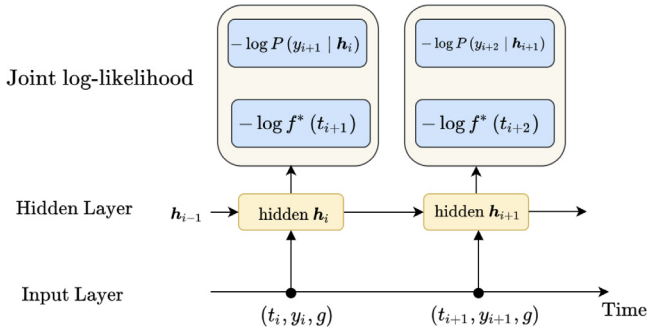 − log P (y_{i+1} | h_i)
− log P (y_{i+2} | h_{i+1})
Joint log-likelihood
− log f* (t_{i+1})
− log f* (t_{i+2})
Hidden Layer
h_{i−1}
hidden h_i
hidden h_{i+1}
Input Layer
Time
(t_i, y_i, g)
(t_{i+1}, y_{i+1}, g)